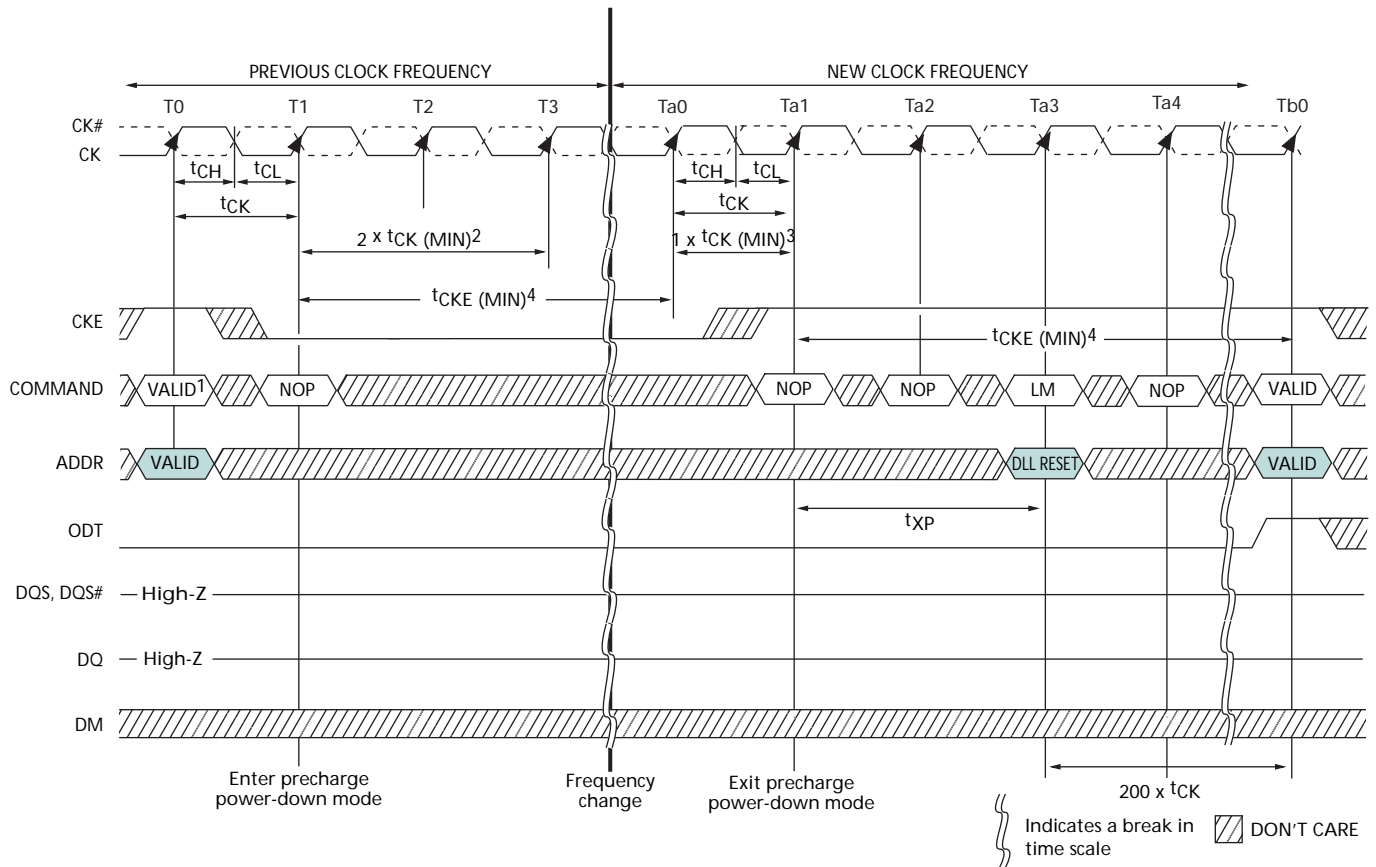 PREVIOUS CLOCK FREQUENCY NEW CLOCK FREQUENCY
T0 T1 T2 T3 Ta0 Ta1 Ta2 Ta3 Ta4 Tb0
CK#
CK
tCH tCL tCH tCL
tCK tCK
2 x tCK (MIN)2 1 x tCK (MIN)3
tCKE (MIN)4
CKE
tCKE (MIN)4
COMMAND VALID1 NOP NOP NOP LM NOP VALID
ADDR VALID DLL RESET VALID
tXP
ODT
DQS, DQS# High-Z
DQ High-Z
DM
Enter precharge
power-down mode
Frequency
change
Exit precharge
power-down mode
200 x tCK
Indicates a break in
time scale
DON'T CARE